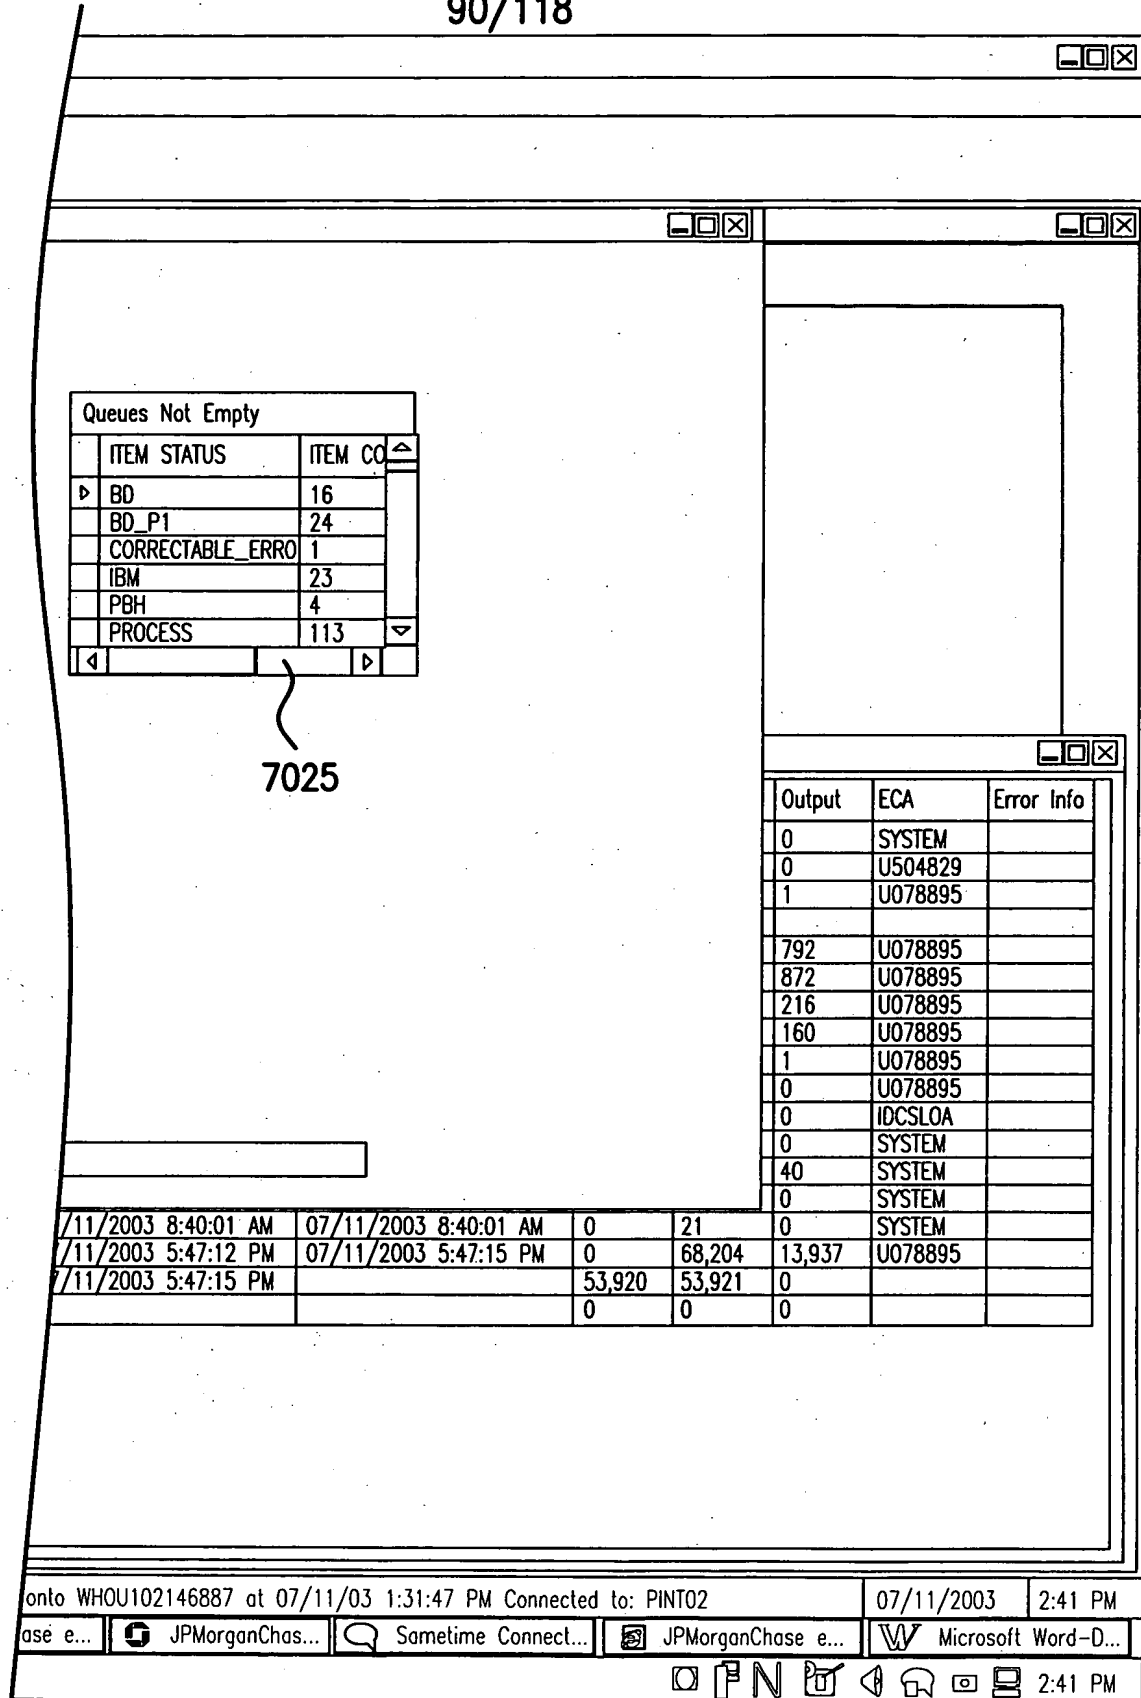 90/118
Queues Not Empty
ITEM STATUS ITEM CO
BD 16
BD_P1 24
CORRECTABLE_ERRO 1
IBM 23
PBH 4
PROCESS 113
7025
Output ECA Error Info
0 SYSTEM
0 U504829
1 U078895
792 U078895
872 U078895
216 U078895
160 U078895
1 U078895
0 U078895
0 IDCSLOA
0 SYSTEM
40 SYSTEM
0 SYSTEM
/11/2003 8:40:01 AM 07/11/2003 8:40:01 AM 0 21 0 SYSTEM
/11/2003 5:47:12 PM 07/11/2003 5:47:15 PM 0 68,204 13,937 U078895
7/11/2003 5:47:15 PM 53,920 53,921 0
0 0 0
onto WHOU102146887 at 07/11/03 1:31:47 PM Connected to: PINTO2 07/11/2003 2:41 PM
ase e... JPMorganChas... Sametime Connect... JPMorganChase e... W Microsoft Word-D...
N 2:41 PM